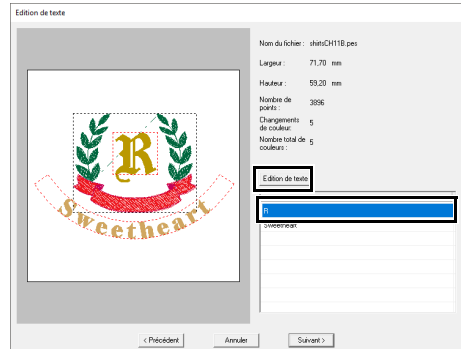 Edition de texte
Nom du fichier : shirtsCH11B.pes
Largeur : 71,70 mm
Hauteur : 59,20 mm
Nombre de points : 3896
Changements de couleur: 5
Nombre total de couleurs : 5
Edition de texte
R
Sweetheart
R
Sweetheart
< Précédent
Annuler
Suivant >